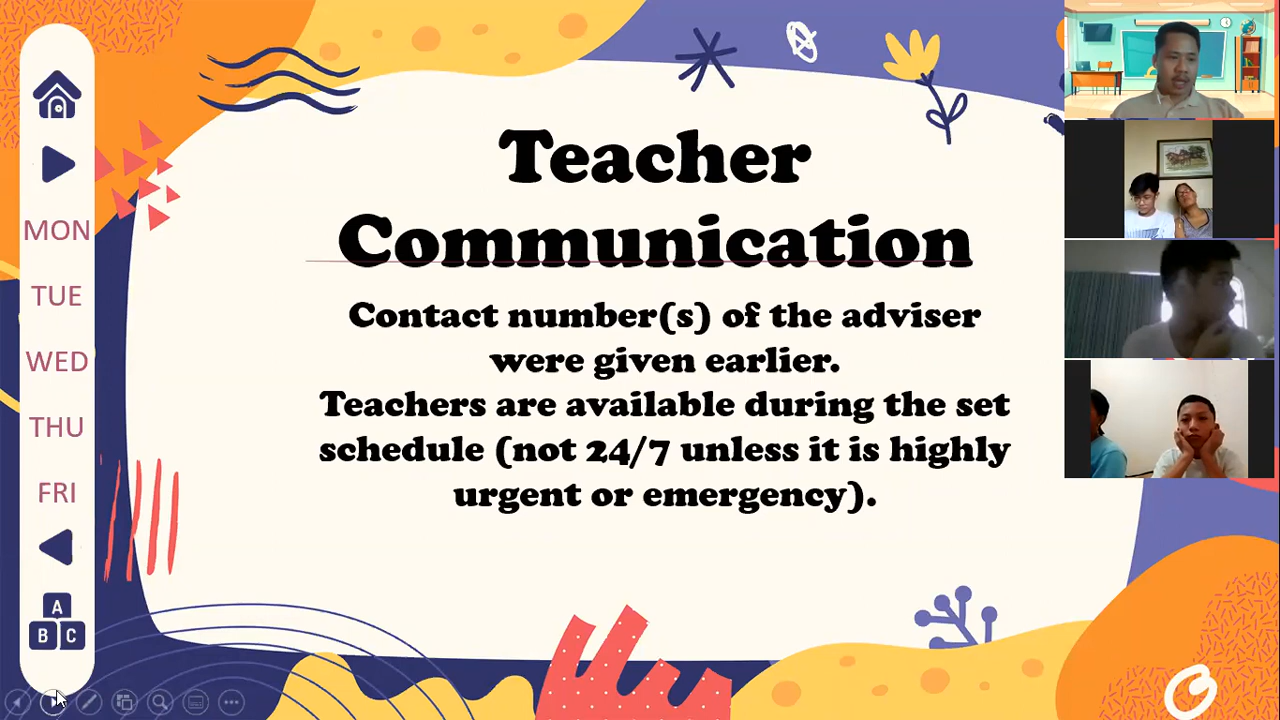 Teacher
Communication
Contact number(s) of the adviser
were given earlier.
Teachers are available during the set
schedule (not 24/7 unless it is highly
urgent or emergency).
MON
TUE
WED
THU
FRI
A
B C